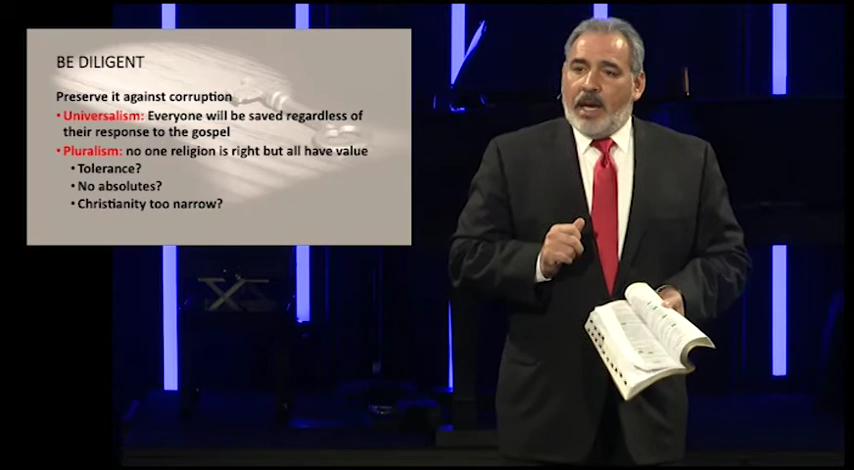 BE DILIGENT
Preserve it against corruption
• Universalism: Everyone will be saved regardless of
their response to the gospel
• Pluralism: no one religion is right but all have value
• Tolerance?
• No absolutes?
• Christianity too narrow?